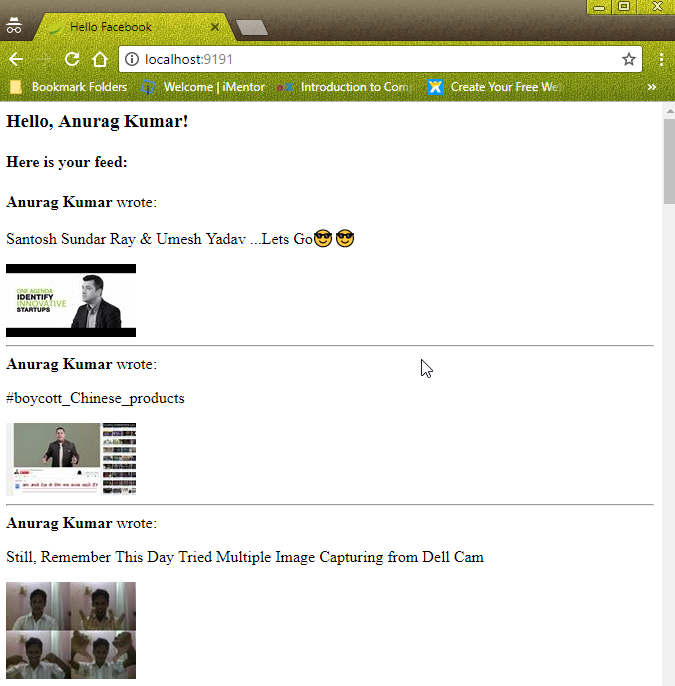 Hello Facebook
localhost:9191
Bookmark Folders
Welcome | iMentor
Introduction to Com
Create Your Free Web
»
Hello, Anurag Kumar!
Here is your feed:
Anurag Kumar wrote:
Santosh Sundar Ray & Umesh Yadav ...Lets Go😎 😎
ONE AGENDA
IDENTIFY
INNOVATIVE
STARTUPS
Anurag Kumar wrote:
#boycott_Chinese_products
Anurag Kumar wrote:
Still, Remember This Day Tried Multiple Image Capturing from Dell Cam